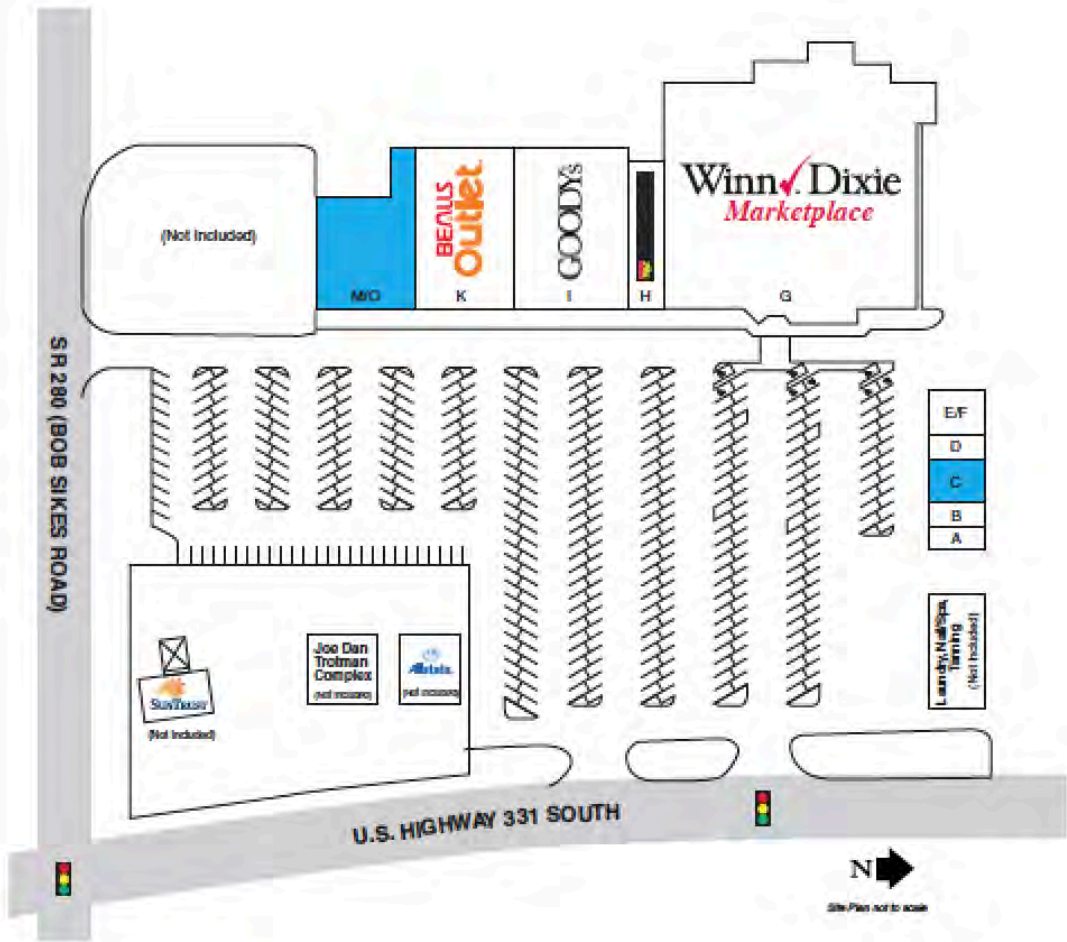 Winn Dixie
Marketplace
(Not Included)
BEALLS
Outlet
GOODY'S
M/O
K
I
H
G
SR 280 (BOB SIKES ROAD)
E/F
D
C
B
A
Laundry, Nail/Spa,
Tanning
(Not Included)
Joe Dan
Trotman
Complex
(Not Included)
Allstate
(Not Included)
SUNTRUST
(Not Included)
U.S. HIGHWAY 331 SOUTH
N
Site Plan not to scale